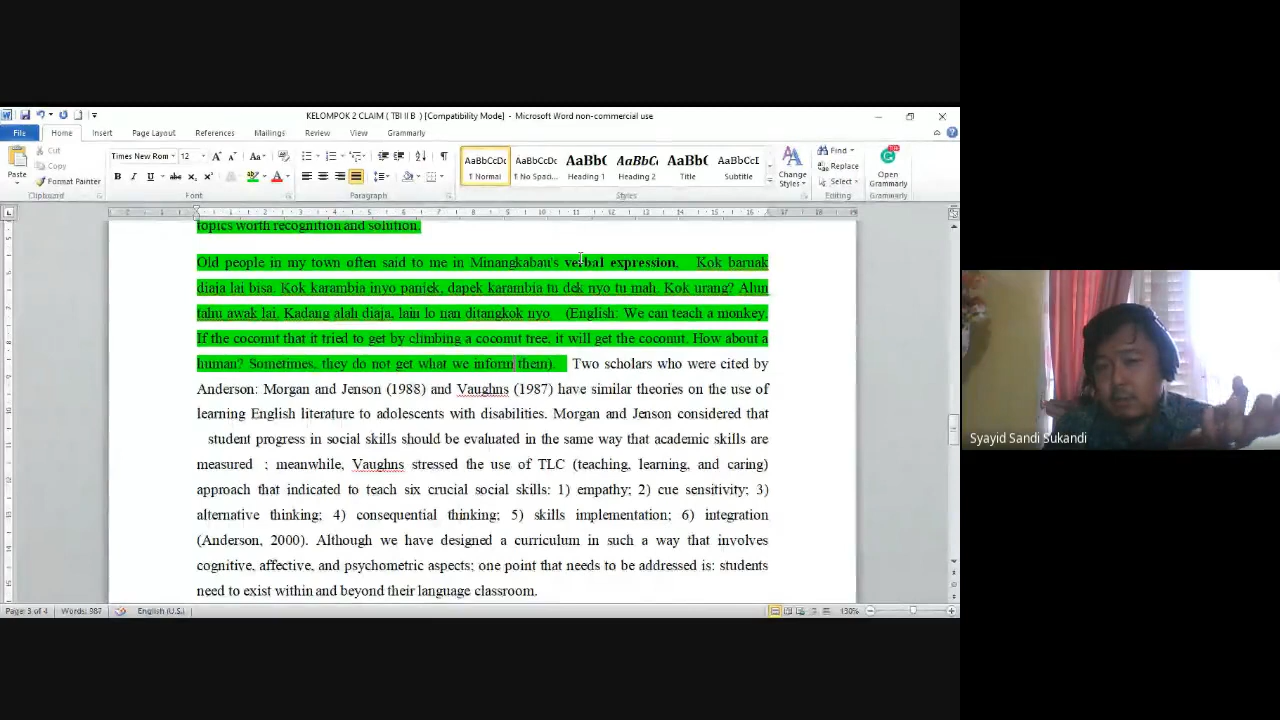 KELOMPOK 2 CLAIM ( TBI II B ) [Compatibility Mode] - Microsoft Word non-commercial use
File Home Insert Page Layout References Mailings Review View Grammarly
Cut
Copy
Format Painter
Paste
Clipboard
Times New Rom 12
Font
Paragraph
AaBbCcDc AaBbCcDc AaBbC AaBbCc AaBbC AaBbCcI
1 Normal 1 No Spac... Heading 1 Heading 2 Title Subtitle
Change Styles
Styles
Find
Replace
Select
Editing
Open Grammarly
Grammarly
topics worth recognition and solution.
Old people in my town often said to me in Minangkabau's verbal expression, Kok baruak
diaja lai bisa. Kok karambia inyo panjek, dapek karambia tu dek nyo tu mah. Kok urang? Alun
tahu awak lai. Kadang alah diaja, lain lo nan ditangkok nyo (English: We can teach a monkey.
If the coconut that it tried to get by climbing a coconut tree, it will get the coconut. How about a
human? Sometimes, they do not get what we inform them). Two scholars who were cited by
Anderson: Morgan and Jenson (1988) and Vaughns (1987) have similar theories on the use of
learning English literature to adolescents with disabilities. Morgan and Jenson considered that
student progress in social skills should be evaluated in the same way that academic skills are
measured ; meanwhile, Vaughns stressed the use of TLC (teaching, learning, and caring)
approach that indicated to teach six crucial social skills: 1) empathy; 2) cue sensitivity; 3)
alternative thinking; 4) consequential thinking; 5) skills implementation; 6) integration
(Anderson, 2000). Although we have designed a curriculum in such a way that involves
cognitive, affective, and psychometric aspects; one point that needs to be addressed is: students
need to exist within and beyond their language classroom.
Page: 3 of 4 Words: 987 English (U.S.) 130%
Syayid Sandi Sukandi